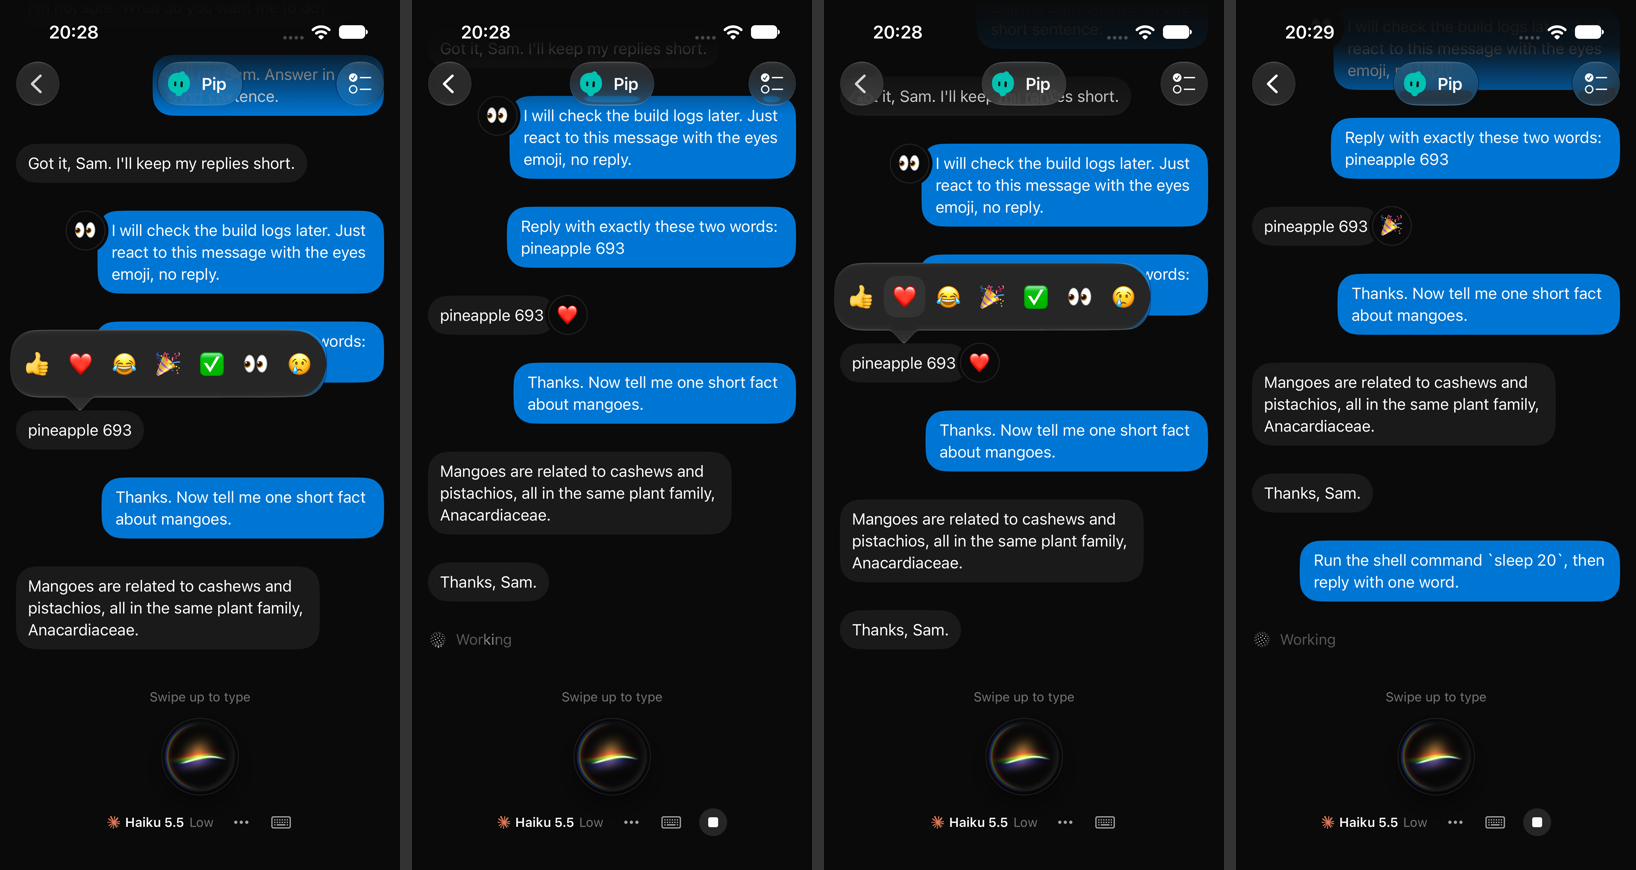 I'm not sure. What do you want me to do?
20:28
Pip
Sam. Answer in
sentence.
Got it, Sam. I'll keep my replies short.
I will check the build logs later. Just
react to this message with the eyes
emoji, no reply.
words:
pineapple 693
Thanks. Now tell me one short fact
about mangoes.
Mangoes are related to cashews and
pistachios, all in the same plant family,
Anacardiaceae.
Swipe up to type
Haiku 5.5 Low
20:28
Got it, Sam. I'll keep my replies short.
Pip
I will check the build logs later. Just
react to this message with the eyes
emoji, no reply.
Reply with exactly these two words:
pineapple 693
pineapple 693
Thanks. Now tell me one short fact
about mangoes.
Mangoes are related to cashews and
pistachios, all in the same plant family,
Anacardiaceae.
Thanks, Sam.
Working
Swipe up to type
Haiku 5.5 Low
short sentence.
20:28
Pip
it, Sam. I'll keep my replies short.
I will check the build logs later. Just
react to this message with the eyes
emoji, no reply.
words:
pineapple 693
Thanks. Now tell me one short fact
about mangoes.
Mangoes are related to cashews and
pistachios, all in the same plant family,
Anacardiaceae.
Thanks, Sam.
Swipe up to type
Haiku 5.5 Low
I will check the build logs later.
20:29
react to this message with the eyes
emoji,
Pip
Reply with exactly these two words:
pineapple 693
pineapple 693
Thanks. Now tell me one short fact
about mangoes.
Mangoes are related to cashews and
pistachios, all in the same plant family,
Anacardiaceae.
Thanks, Sam.
Run the shell command `sleep 20`, then
reply with one word.
Working
Swipe up to type
Haiku 5.5 Low